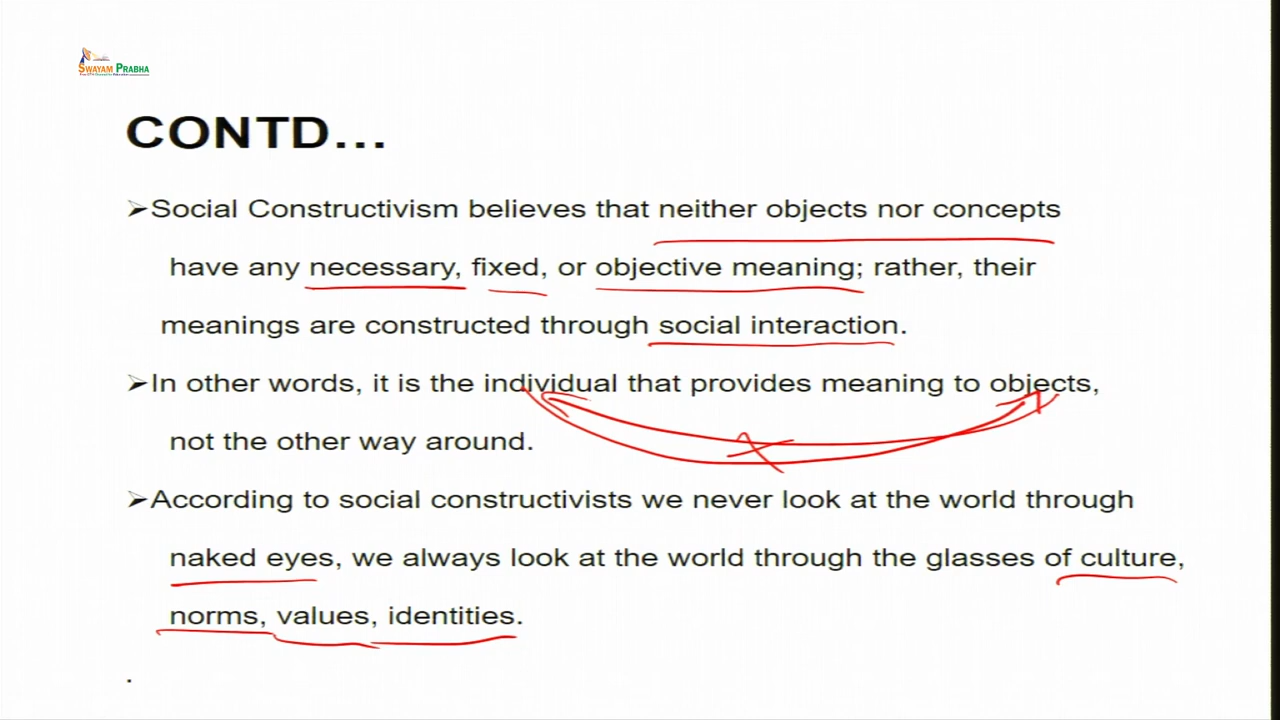 SWAYAM PRABHA
CONTD...
➢Social Constructivism believes that neither objects nor concepts
have any necessary, fixed, or objective meaning; rather, their
meanings are constructed through social interaction.
➢In other words, it is the individual that provides meaning to objects,
not the other way around.
➢According to social constructivists we never look at the world through
naked eyes, we always look at the world through the glasses of culture,
norms, values, identities.
.